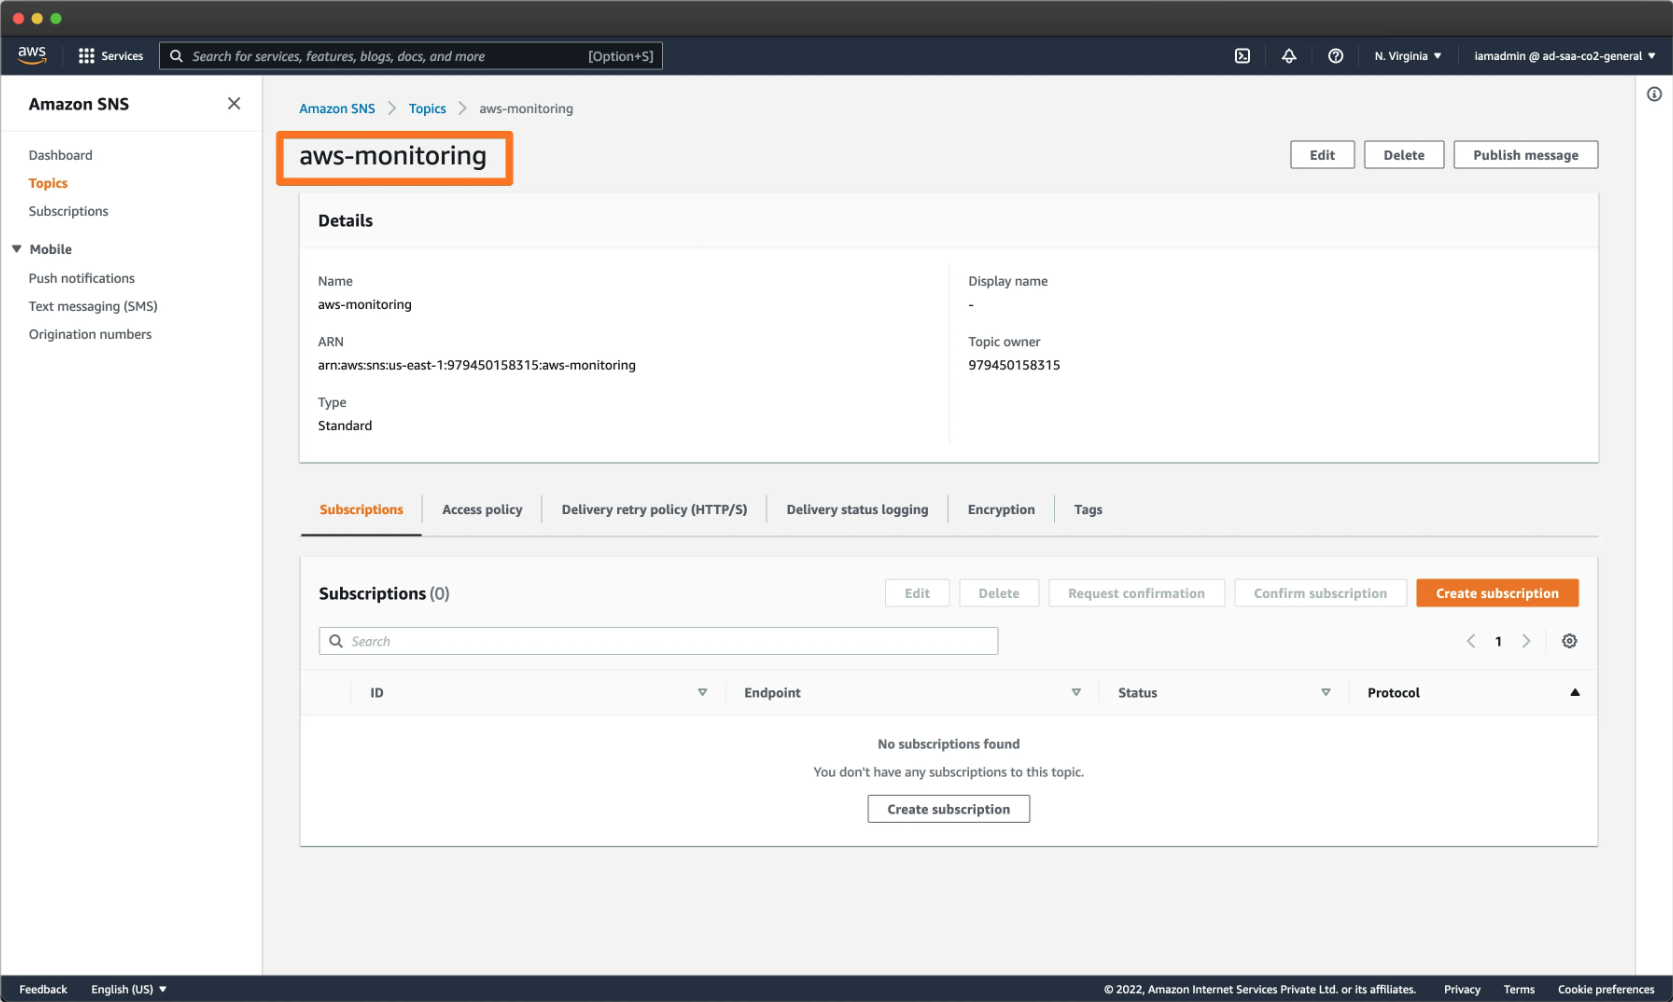 aws
Services
Search for services, features, blogs, docs, and more
[Option+S]
N. Virginia ▼
iamadmin @ ad-saa-co2-general ▼
Amazon SNS
Dashboard
Topics
Subscriptions
Mobile
Push notifications
Text messaging (SMS)
Origination numbers
Amazon SNS > Topics > aws-monitoring
aws-monitoring
Edit
Delete
Publish message
Details
Name
aws-monitoring
ARN
arn:aws:sns:us-east-1:979450158315:aws-monitoring
Type
Standard
Display name
-
Topic owner
979450158315
Subscriptions
Access policy
Delivery retry policy (HTTP/S)
Delivery status logging
Encryption
Tags
Subscriptions (0)
Edit
Delete
Request confirmation
Confirm subscription
Create subscription
Search
1
ID
Endpoint
Status
Protocol
No subscriptions found
You don't have any subscriptions to this topic.
Create subscription
Feedback
English (US) ▼
© 2022, Amazon Internet Services Private Ltd. or its affiliates.
Privacy
Terms
Cookie preferences